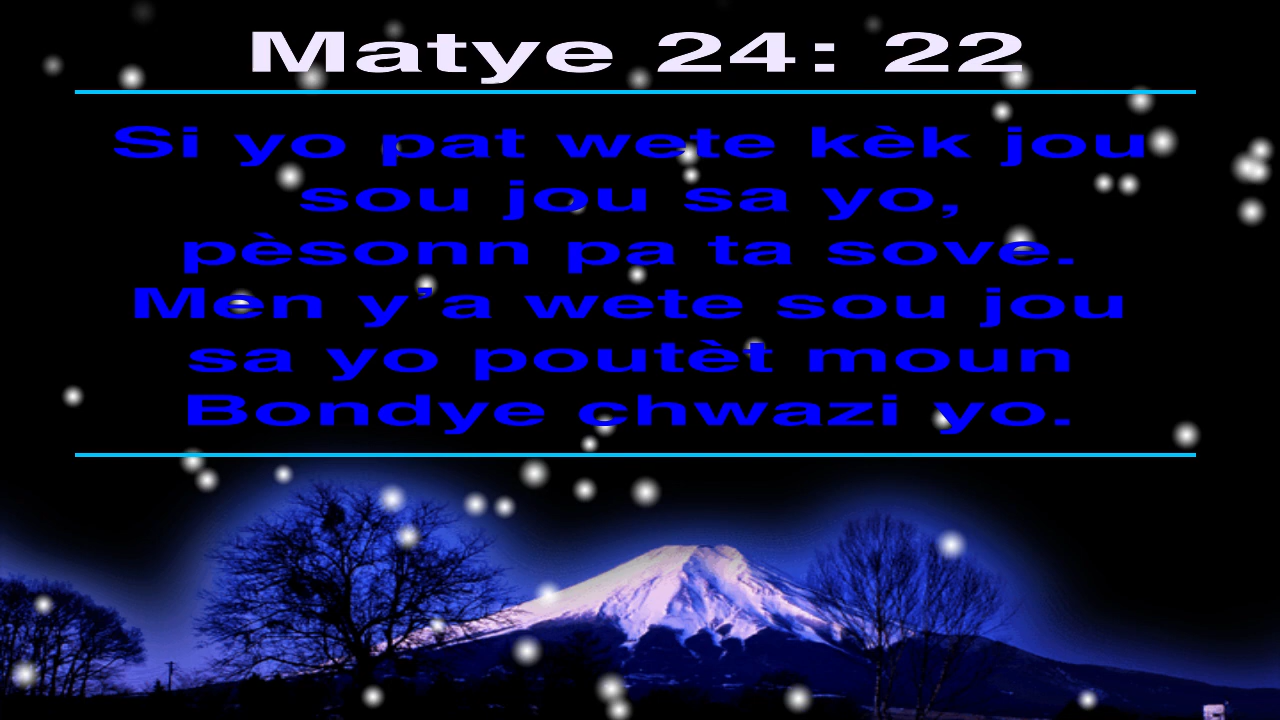 Matye 24: 22
Si yo pat wete kèk jou
sou jou sa yo,
pèsonn pa ta sove.
Men y’a wete sou jou
sa yo poutèt moun
Bondye chwazi yo.